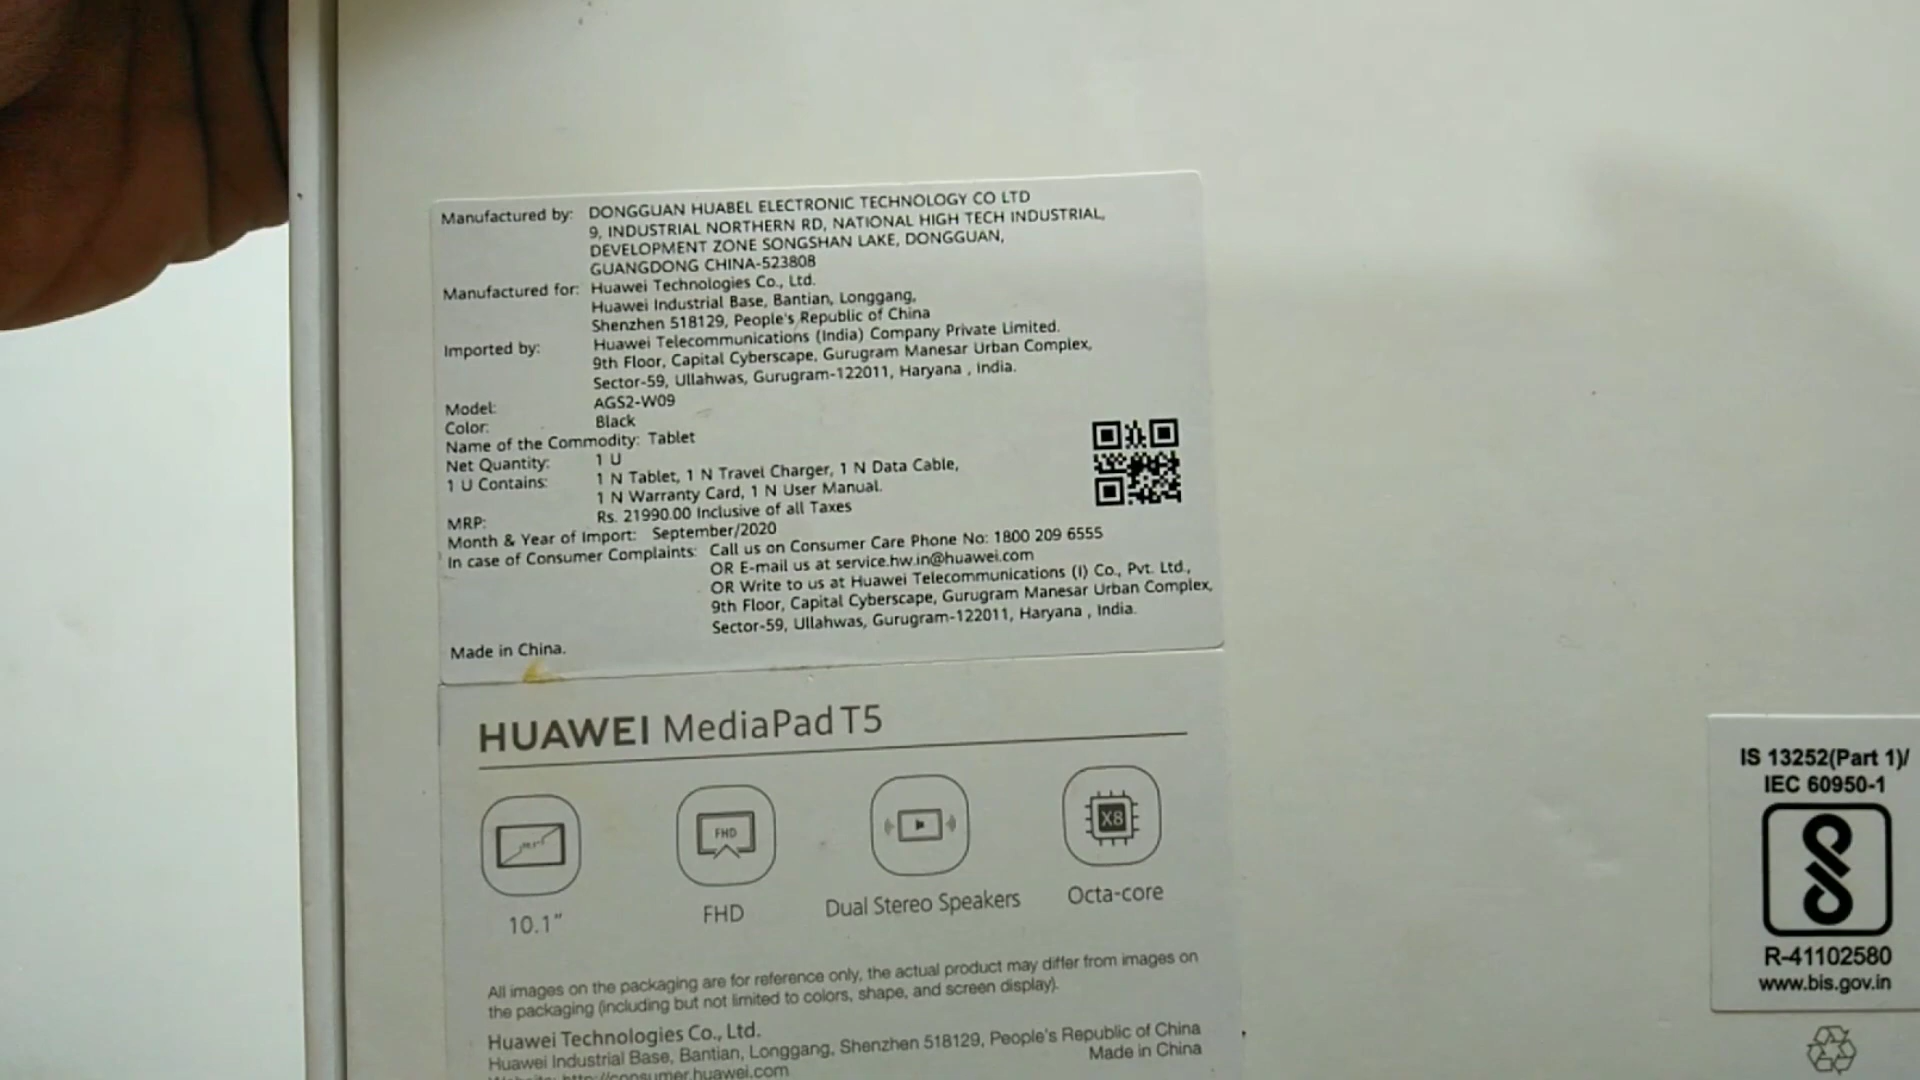 Manufactured by: DONGGUAN HUABEL ELECTRONIC TECHNOLOGY CO LTD
9, INDUSTRIAL NORTHERN RD, NATIONAL HIGH TECH INDUSTRIAL,
DEVELOPMENT ZONE SONGSHAN LAKE, DONGGUAN,
GUANGDONG CHINA-523808
Manufactured for: Huawei Technologies Co., Ltd.
Huawei Industrial Base, Bantian, Longgang,
Shenzhen 518129, People's Republic of China
Imported by: Huawei Telecommunications (India) Company Private Limited.
9th Floor, Capital Cyberscape, Gurugram Manesar Urban Complex,
Sector-59, Ullahwas, Gurugram-122011, Haryana , India.
Model: AGS2-W09
Color: Black
Name of the Commodity: Tablet
Net Quantity: 1 U
1 U Contains: 1 N Tablet, 1 N Travel Charger, 1 N Data Cable,
1 N Warranty Card, 1 N User Manual.
MRP: Rs. 21990.00 Inclusive of all Taxes
Month & Year of Import: September/2020
In case of Consumer Complaints: Call us on Consumer Care Phone No: 1800 209 6555
OR E-mail us at service.hw.in@huawei.com
OR Write to us at Huawei Telecommunications (I) Co., Pvt. Ltd.,
9th Floor, Capital Cyberscape, Gurugram Manesar Urban Complex,
Sector-59, Ullahwas, Gurugram-122011, Haryana , India.
Made in China.
HUAWEI MediaPad T5
FHD
X8
10.1"
FHD
Dual Stereo Speakers
Octa-core
All images on the packaging are for reference only, the actual product may differ from images on
the packaging (including but not limited to colors, shape, and screen display).
Huawei Technologies Co., Ltd.
Huawei Industrial Base, Bantian, Longgang, Shenzhen 518129, People's Republic of China
Made in China
Website: http://consumer.huawei.com
IS 13252(Part 1)/
IEC 60950-1
R-41102580
www.bis.gov.in